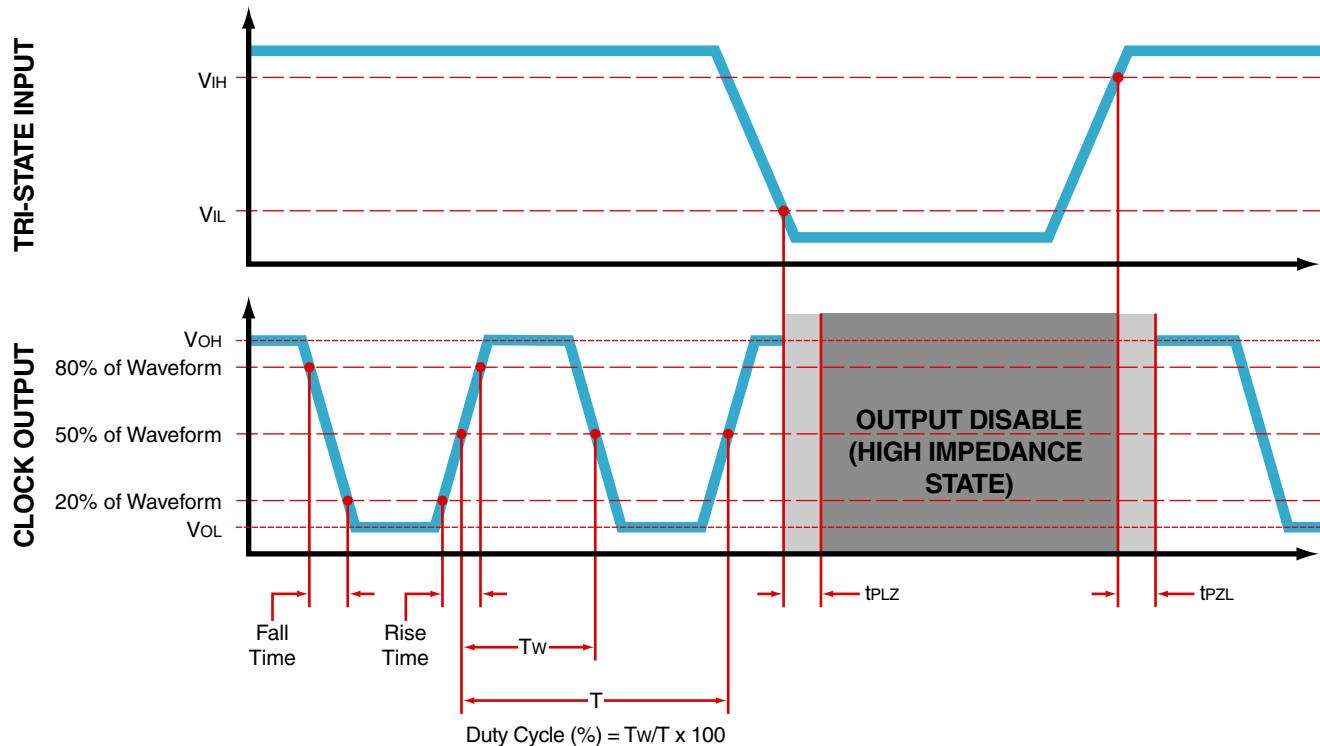 TRI-STATE INPUT
VIH
VIL
CLOCK OUTPUT
VOH
80% of Waveform
50% of Waveform
20% of Waveform
VOL
OUTPUT DISABLE
(HIGH IMPEDANCE
STATE)
tPLZ
tPZL
Fall
Time
Rise
Time
TW
T
Duty Cycle (%) = TW/T x 100